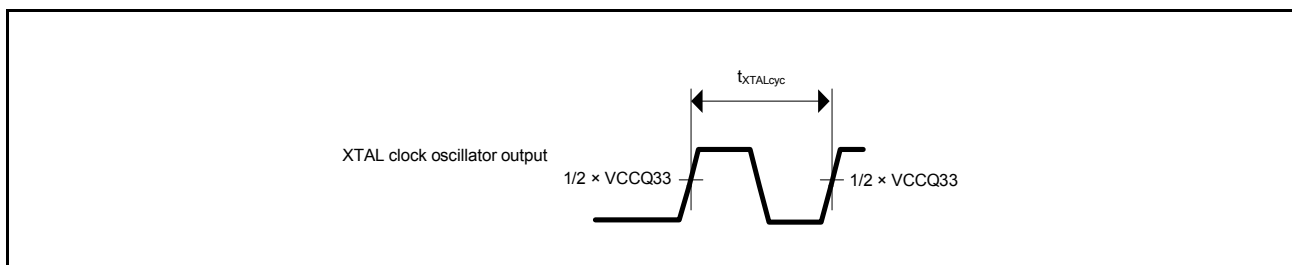 tXTALcyc
XTAL clock oscillator output
1/2 × VCCQ33
1/2 × VCCQ33